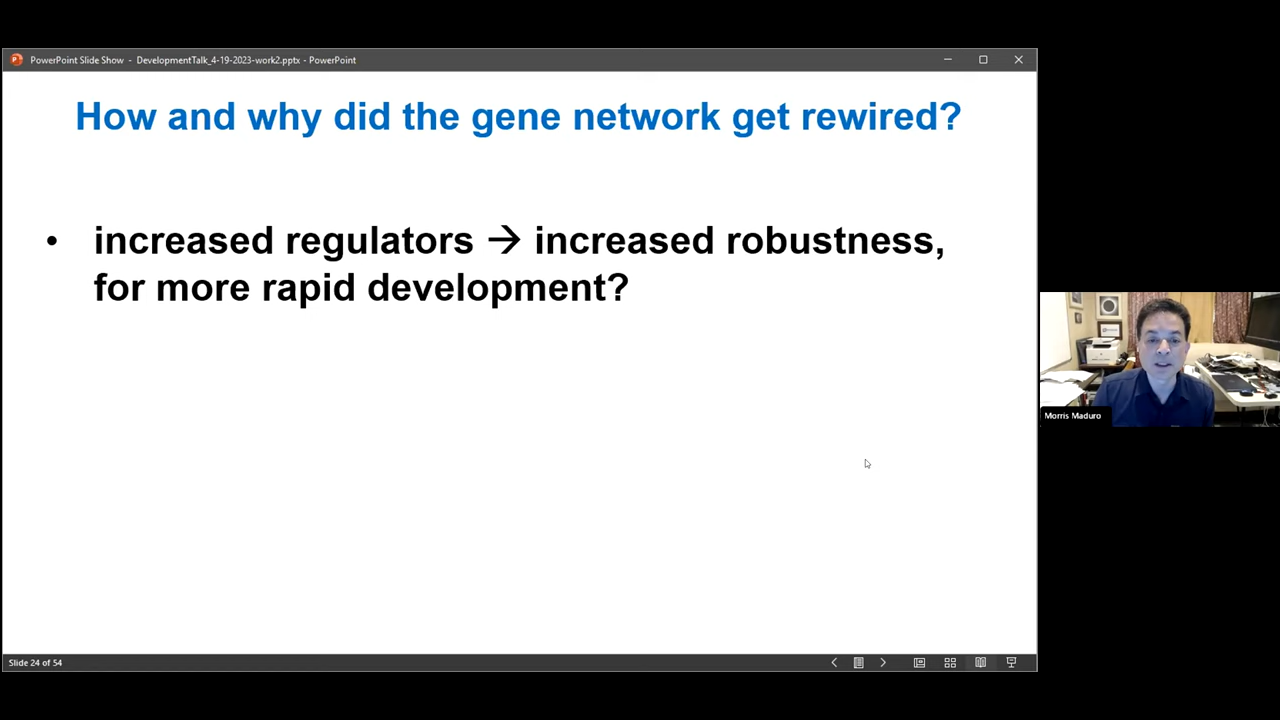 PowerPoint Slide Show - DevelopmentTalk_4-19-2023-work2.pptx - PowerPoint
How and why did the gene network get rewired?
• increased regulators → increased robustness,
for more rapid development?
Morris Maduro
Slide 24 of 54